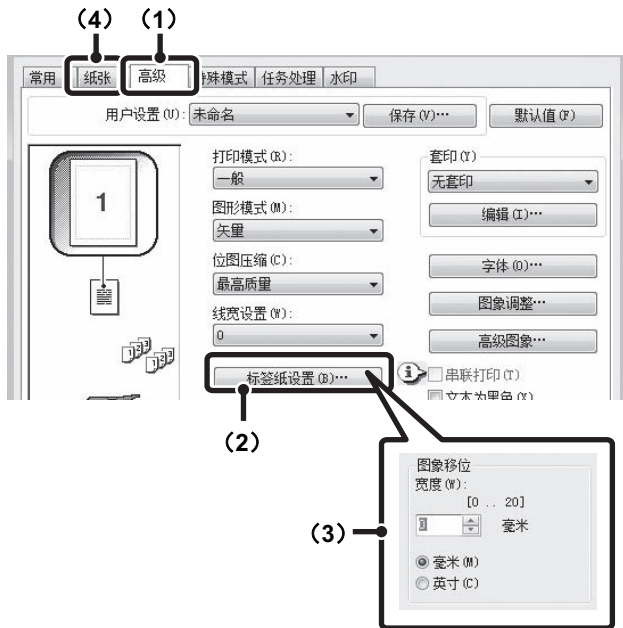 (4) (1)
常用 纸张 高级 特殊模式 任务处理 水印
用户设置(U): 未命名 保存(V)… 默认值(F)
打印模式(R): 套印(Y)
一般 无套印
1
图形模式(M): 编辑(I)…
矢量
位图压缩(C): 字体(O)…
最高质量 图象调整…
线宽设置(W):
0 高级图象…
123 123
标签纸设置(B)… 串联打印(T)
文本为黑色(X)
(2)
图象移位
宽度(W):
[0 .. 20]
(3) 0 毫米
毫米(M)
英寸(C)